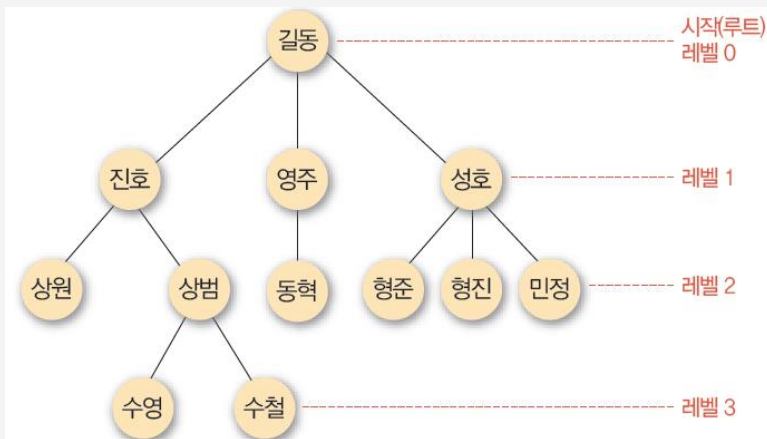 길동
시작(루트)
레벨 0
진호
영주
성호
레벨 1
상원
상범
동혁
형준
형진
민정
레벨 2
수영
수철
레벨 3